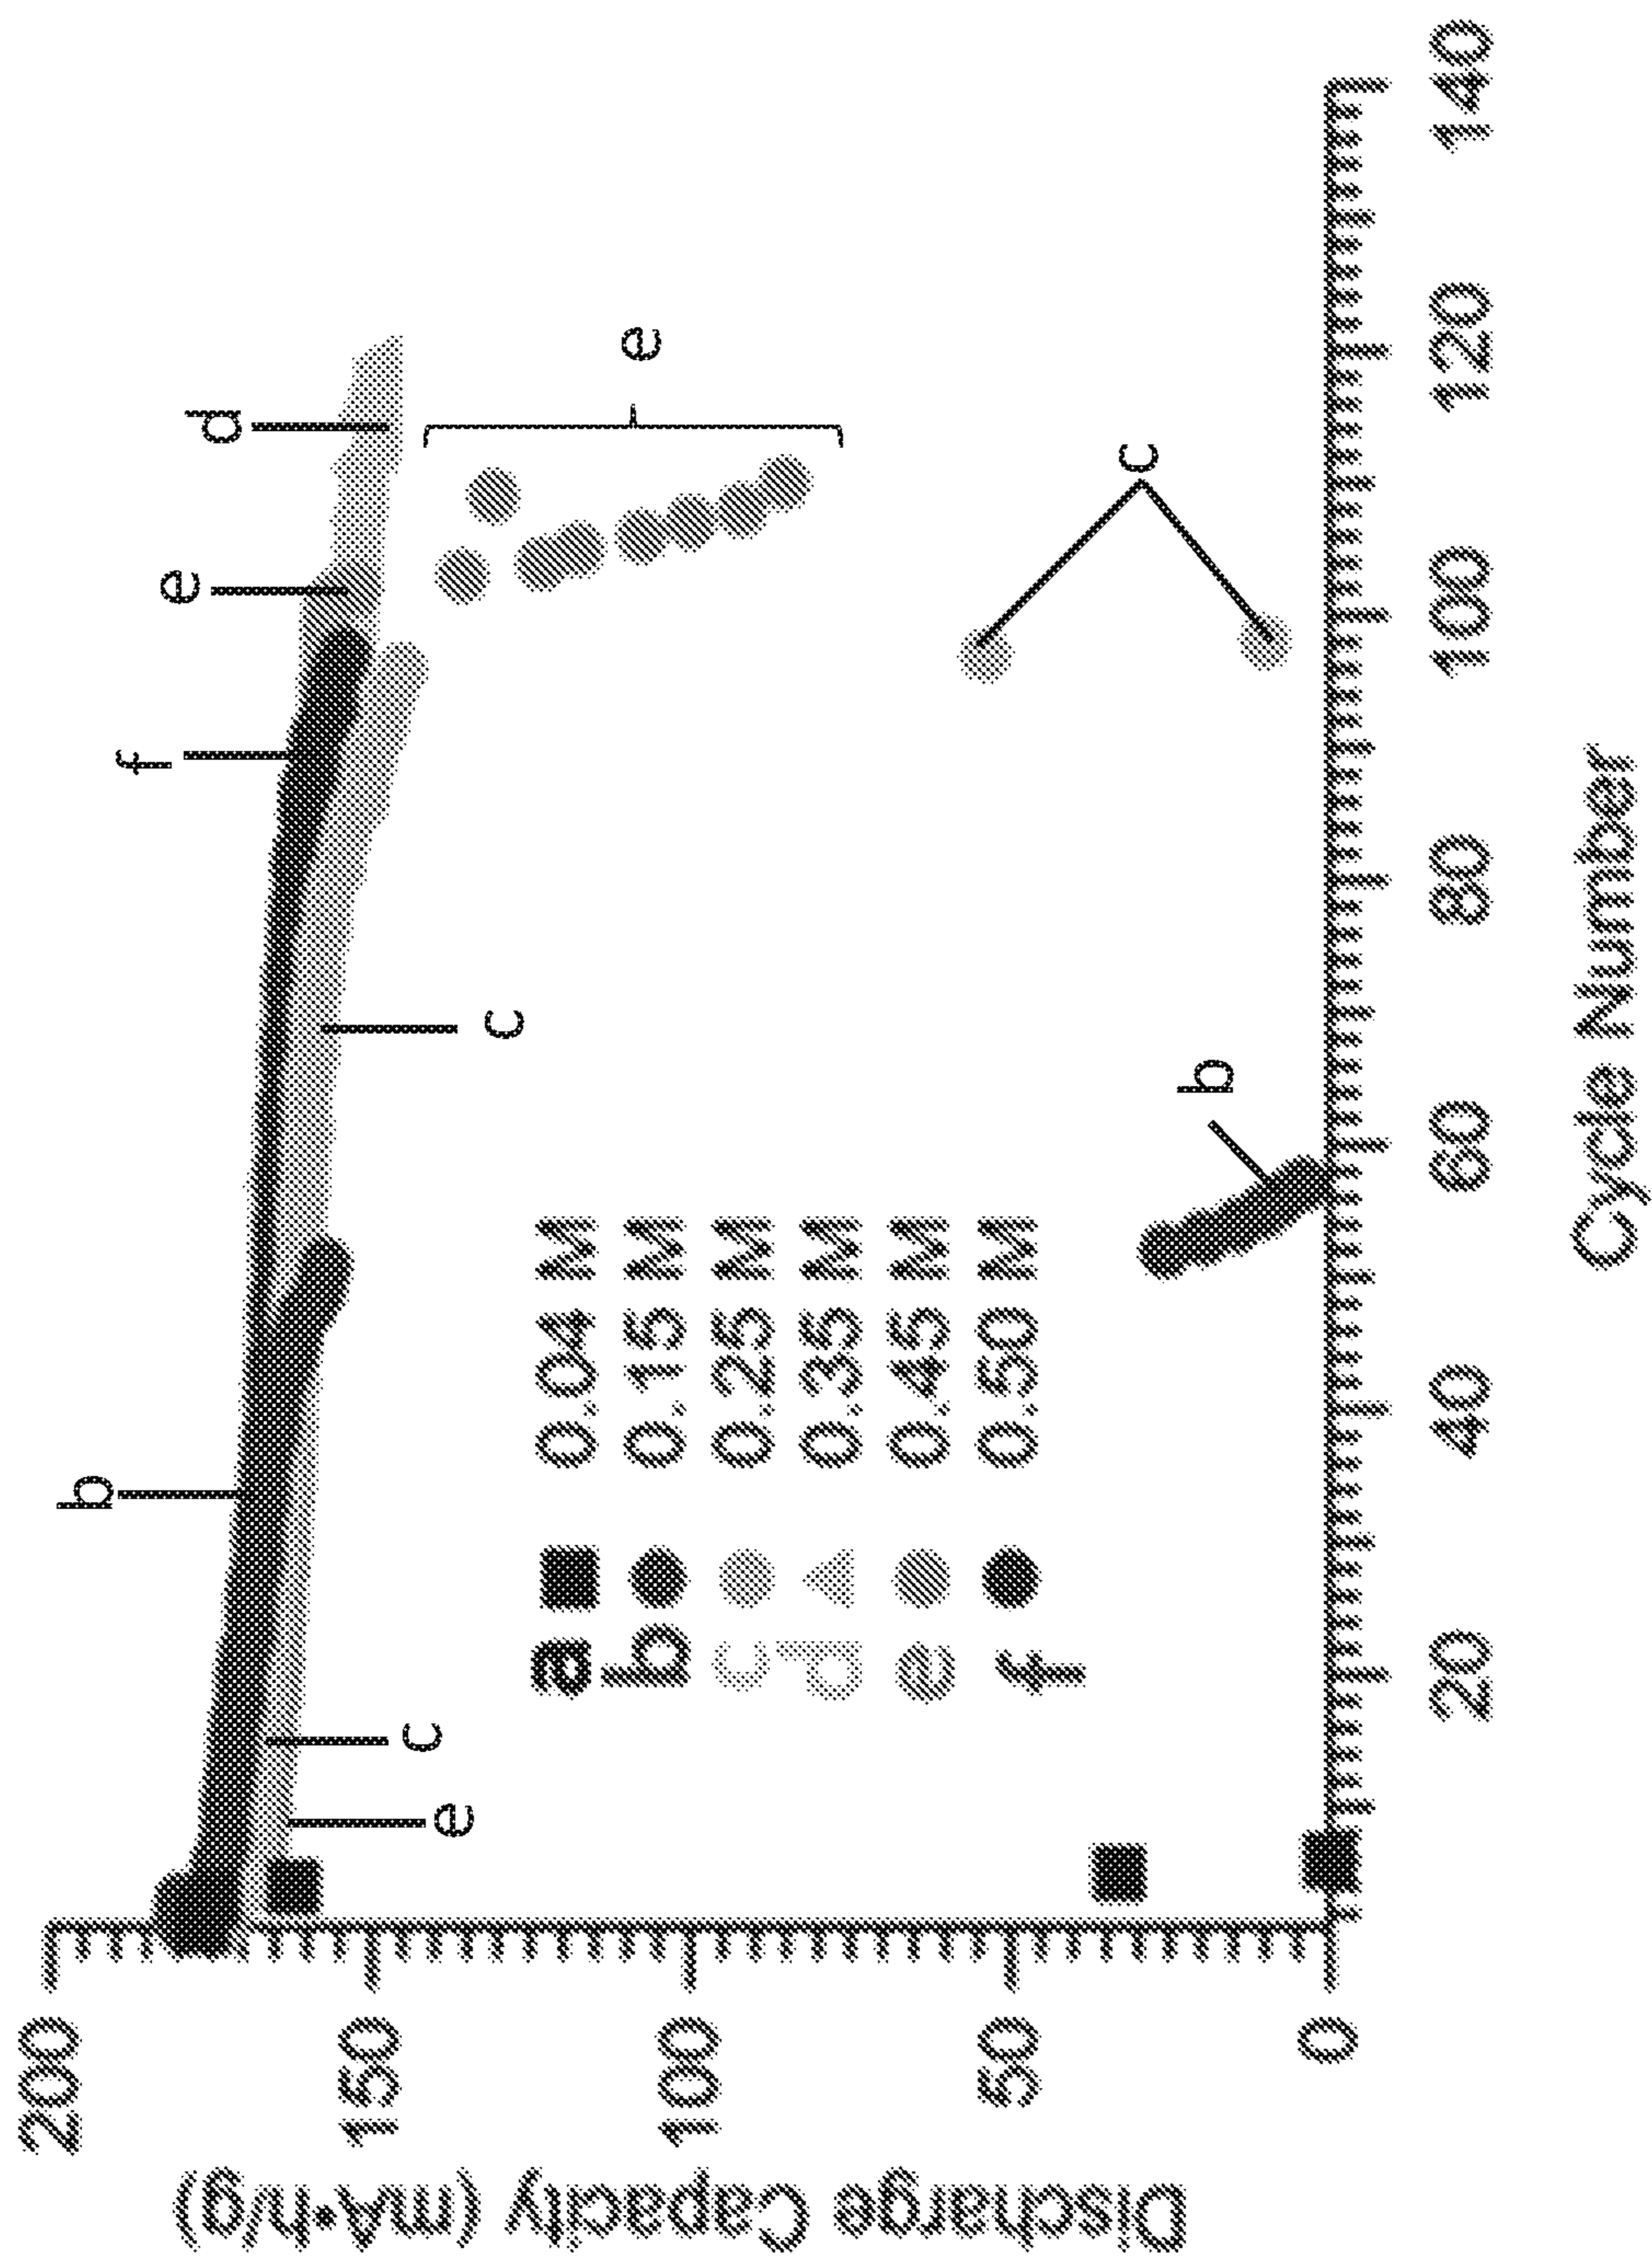 Discharge Capacity (mA•h/g)
200
150
100
50
0
b
f
e
d
e
c
e
c
c
b
a 0.04 M
b 0.15 M
c 0.25 M
d 0.35 M
e 0.45 M
f 0.50 M
20
40
60
80
100
120
140
Cycle Number